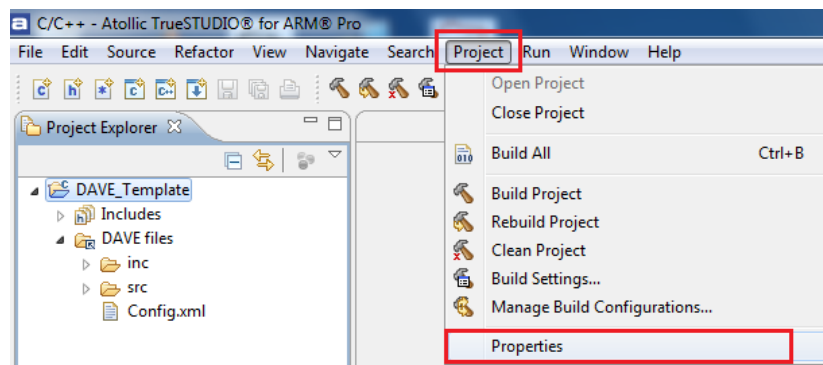 C/C++ - Atollic TrueSTUDIO® for ARM® Pro
File Edit Source Refactor View Navigate Search Project Run Window Help
Project Explorer
DAVE_Template
Includes
DAVE files
inc
src
Config.xml
Open Project
Close Project
Build All Ctrl+B
Build Project
Rebuild Project
Clean Project
Build Settings...
Manage Build Configurations...
Properties